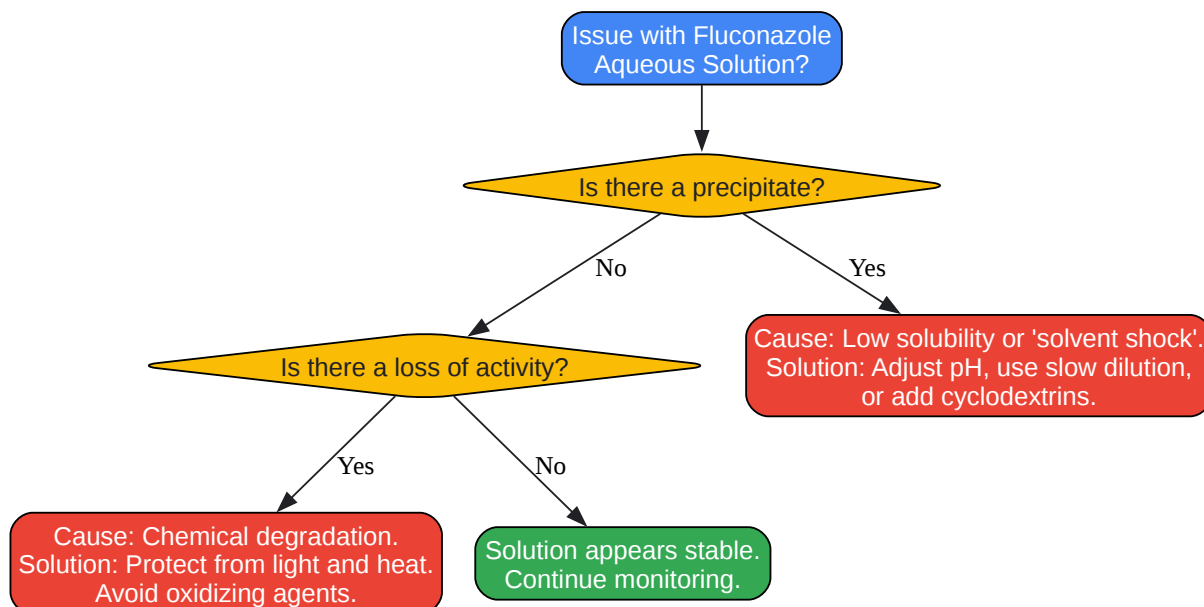 Issue with Fluconazole
Aqueous Solution?
Is there a precipitate?
No
Yes
Cause: Low solubility or 'solvent shock'.
Solution: Adjust pH, use slow dilution,
or add cyclodextrins.
Is there a loss of activity?
Yes
No
Cause: Chemical degradation.
Solution: Protect from light and heat.
Avoid oxidizing agents.
Solution appears stable.
Continue monitoring.